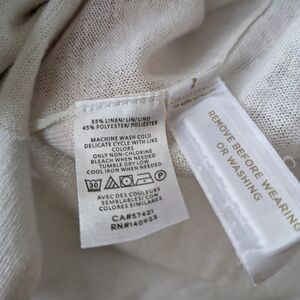 55% LINEN/LIN/LINO
45% POLYESTER/POLIÉSTER
MACHINE WASH COLD
DELICATE CYCLE WITH LIKE
COLORS
ONLY NON-CHLORINE
BLEACH WHEN NEEDED
TUMBLE DRY LOW
COOL IRON WHEN NEEDED
30
P
AVEC DES COULEURS
SEMBLABLES/ CON
COLORES SIMILARES
CA#57421
RN#140923
REMOVE BEFORE WEARING
OR WASHING